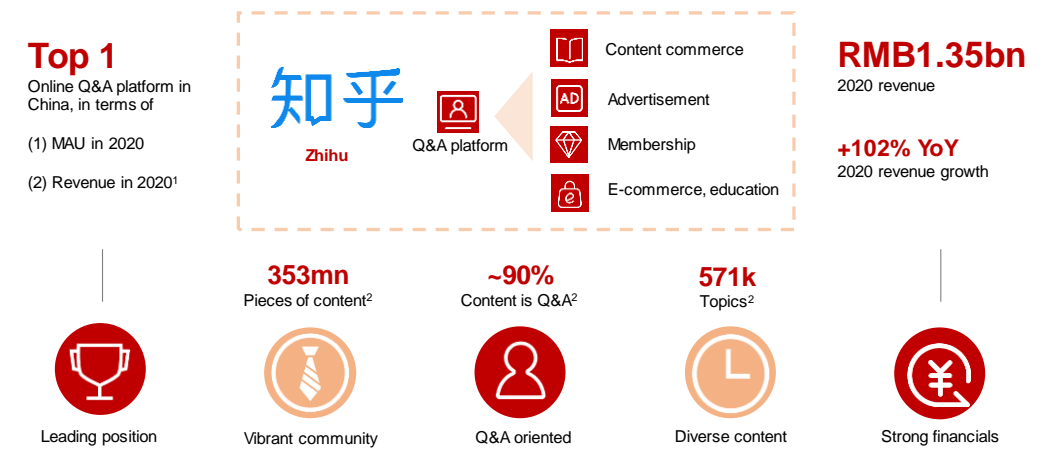 Top 1
Online Q&A platform in
China, in terms of
(1) MAU in 2020
(2) Revenue in 2020¹
知乎
Zhihu
Q&A platform
Content commerce
AD
Advertisement
Membership
e
E-commerce, education
RMB1.35bn
2020 revenue
+102% YoY
2020 revenue growth
353mn
Pieces of content²
~90%
Content is Q&A²
571k
Topics²
¥
Leading position
Vibrant community
Q&A oriented
Diverse content
Strong financials